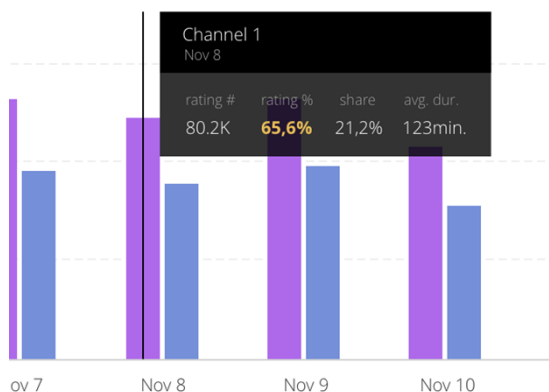 Channel 1
Nov 8
rating # rating % share avg. dur.
80.2K 65,6% 21,2% 123min.
ov 7 Nov 8 Nov 9 Nov 10